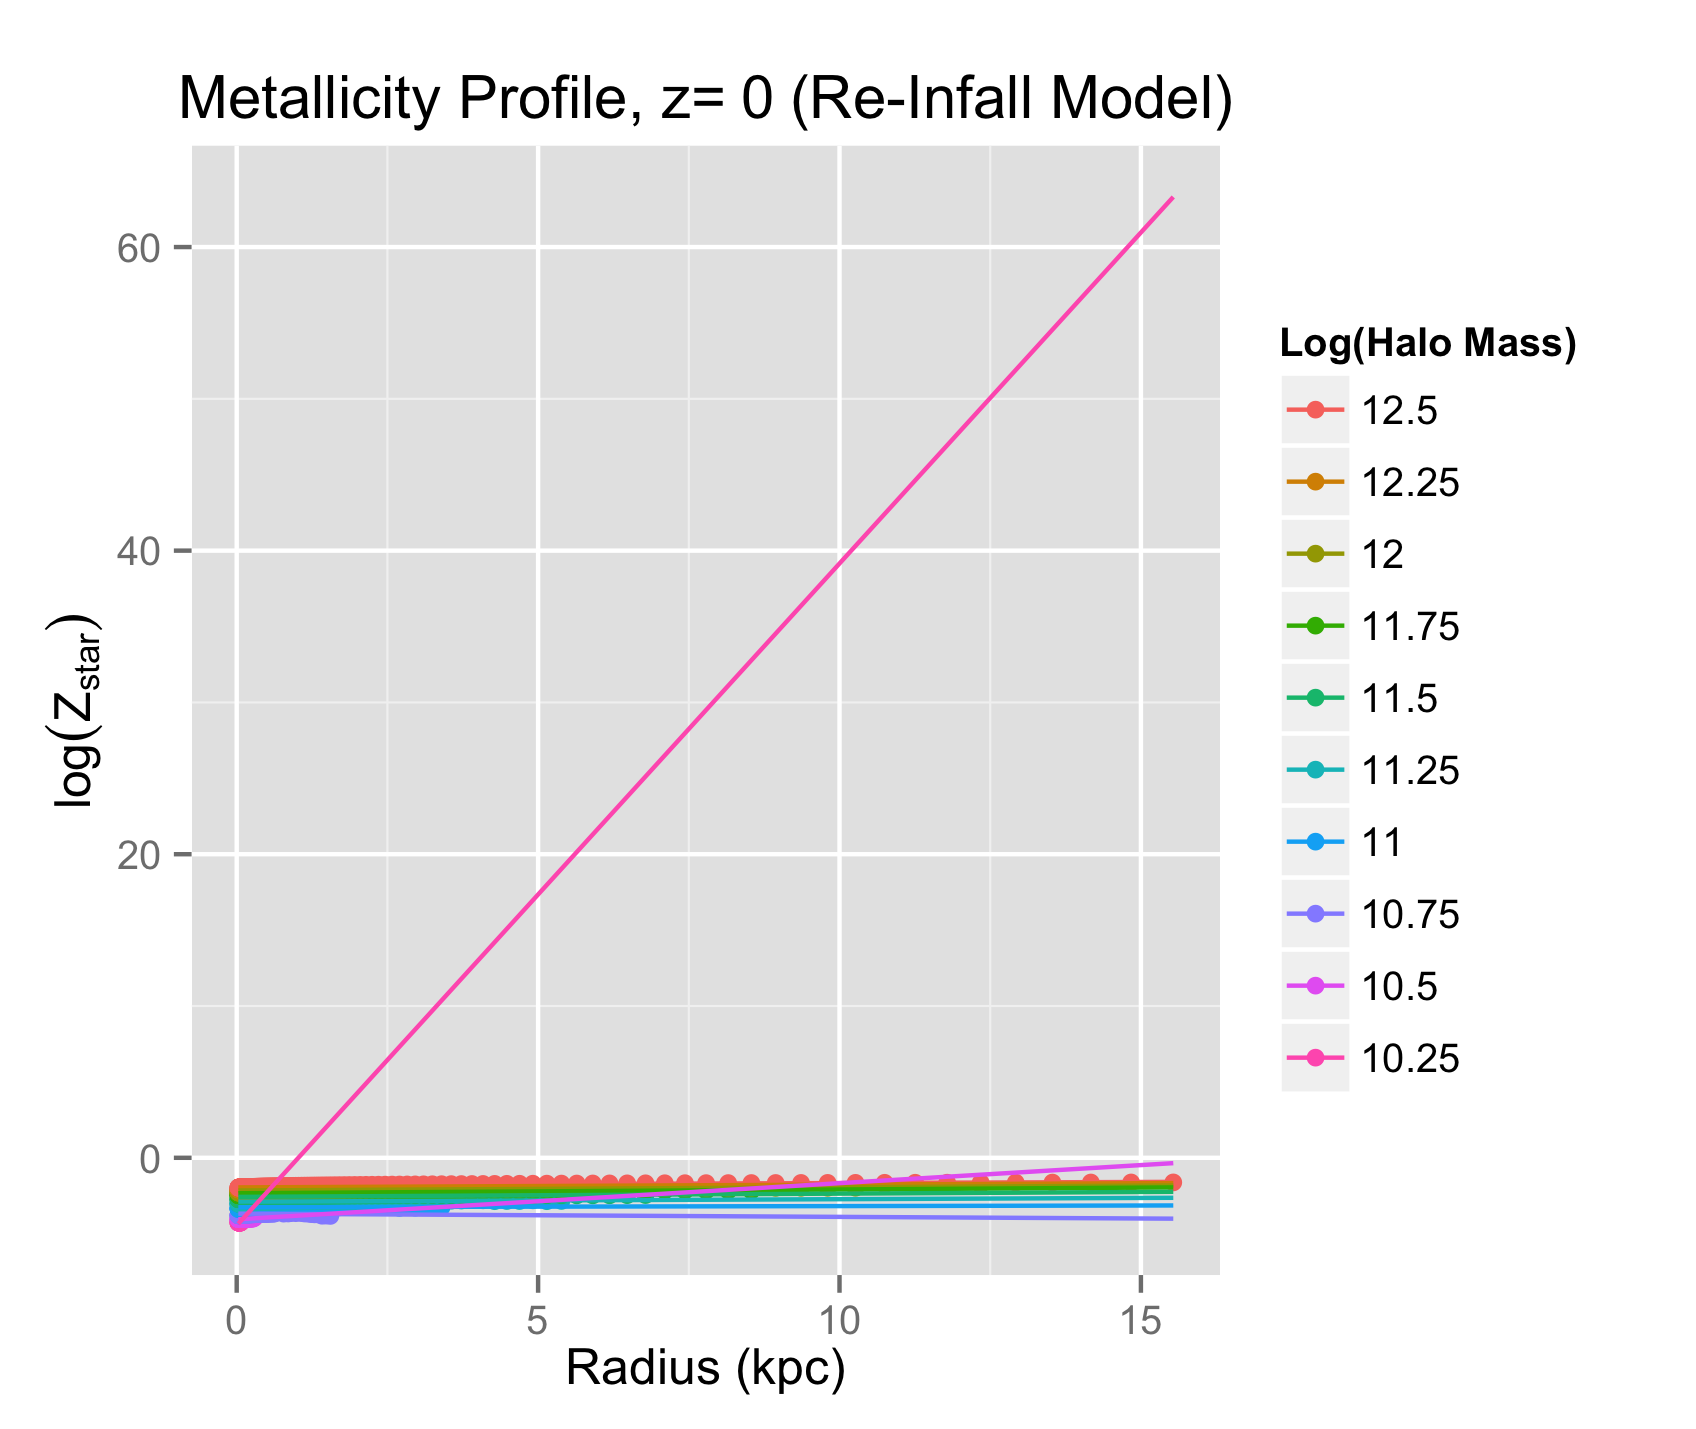 Metallicity Profile, z= 0 (Re-Infall Model)
60
40
20
0
log(Zstar)
0 5 10 15
Radius (kpc)
Log(Halo Mass)
12.5
12.25
12
11.75
11.5
11.25
11
10.75
10.5
10.25